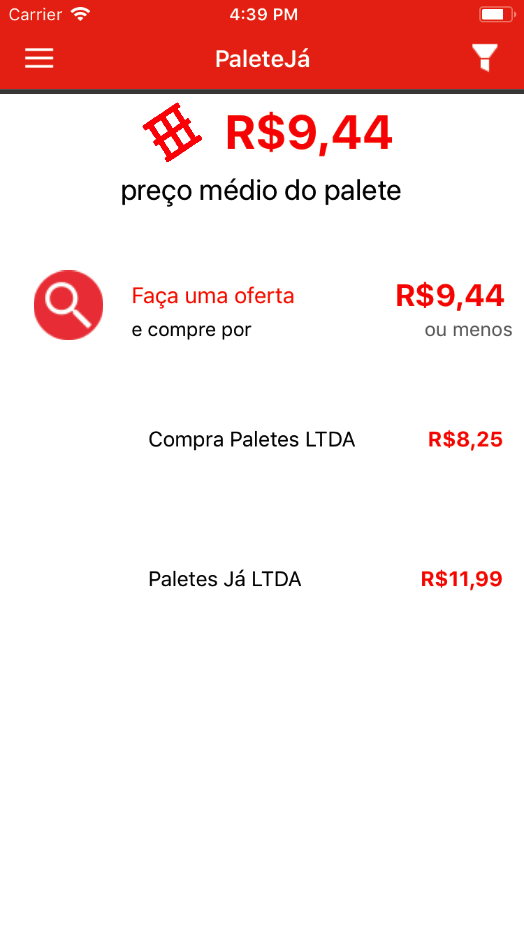 Carrier 4:39 PM
PaleteJá
R$9,44
preço médio do palete
Faça uma oferta R$9,44
e compre por ou menos
Compra Paletes LTDA R$8,25
Paletes Já LTDA R$11,99